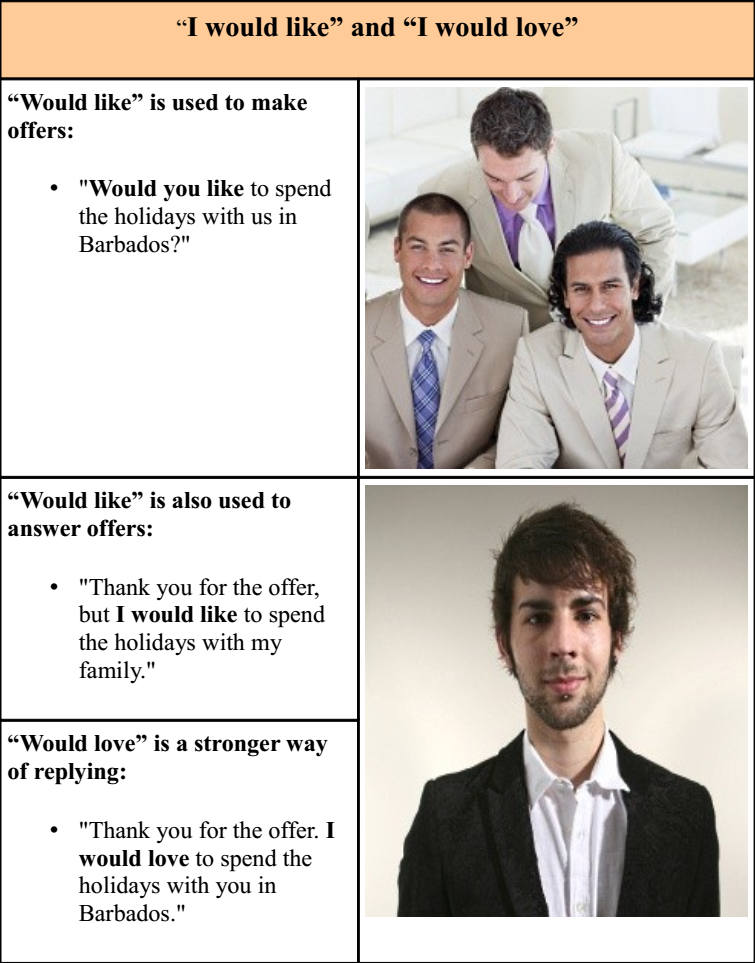 “I would like” and “I would love”
“Would like” is used to make
offers:
• "Would you like to spend
the holidays with us in
Barbados?"
“Would like” is also used to
answer offers:
• "Thank you for the offer,
but I would like to spend
the holidays with my
family."
“Would love” is a stronger way
of replying:
• "Thank you for the offer. I
would love to spend the
holidays with you in
Barbados."